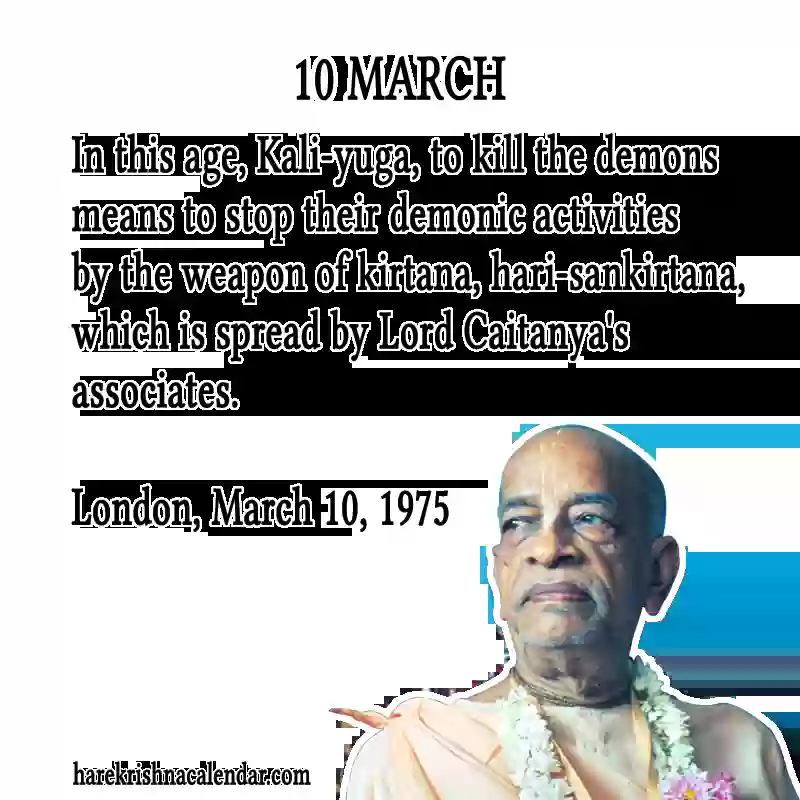 10 MARCH
In this age, Kali-yuga, to kill the demons
means to stop their demonic activities
by the weapon of kirtana, hari-sankirtana,
which is spread by Lord Caitanya's
associates.
London, March 10, 1975
harekrishnacalendar.com